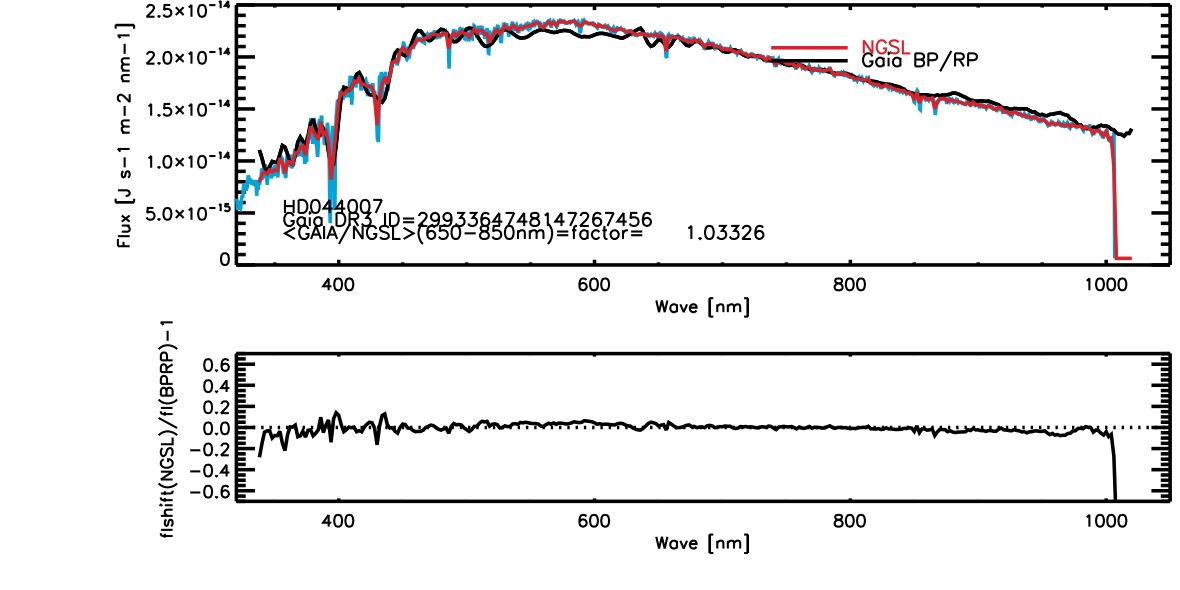 2.5×10−14
2.0×10−14
1.5×10−14
1.0×10−14
5.0×10−15
0
Flux [J s−1 m−2 nm−1]
NGSL
Gaia BP/RP
HD044007
Gaia DR3 ID=2993364748147267456
<GAIA/NGSL>(650−850nm)=factor= 1.03326
400 600 800 1000
Wave [nm]
flshift(NGSL)/fl(BPRP)−1
0.6
0.4
0.2
0.0
−0.2
−0.4
−0.6
400 600 800 1000
Wave [nm]